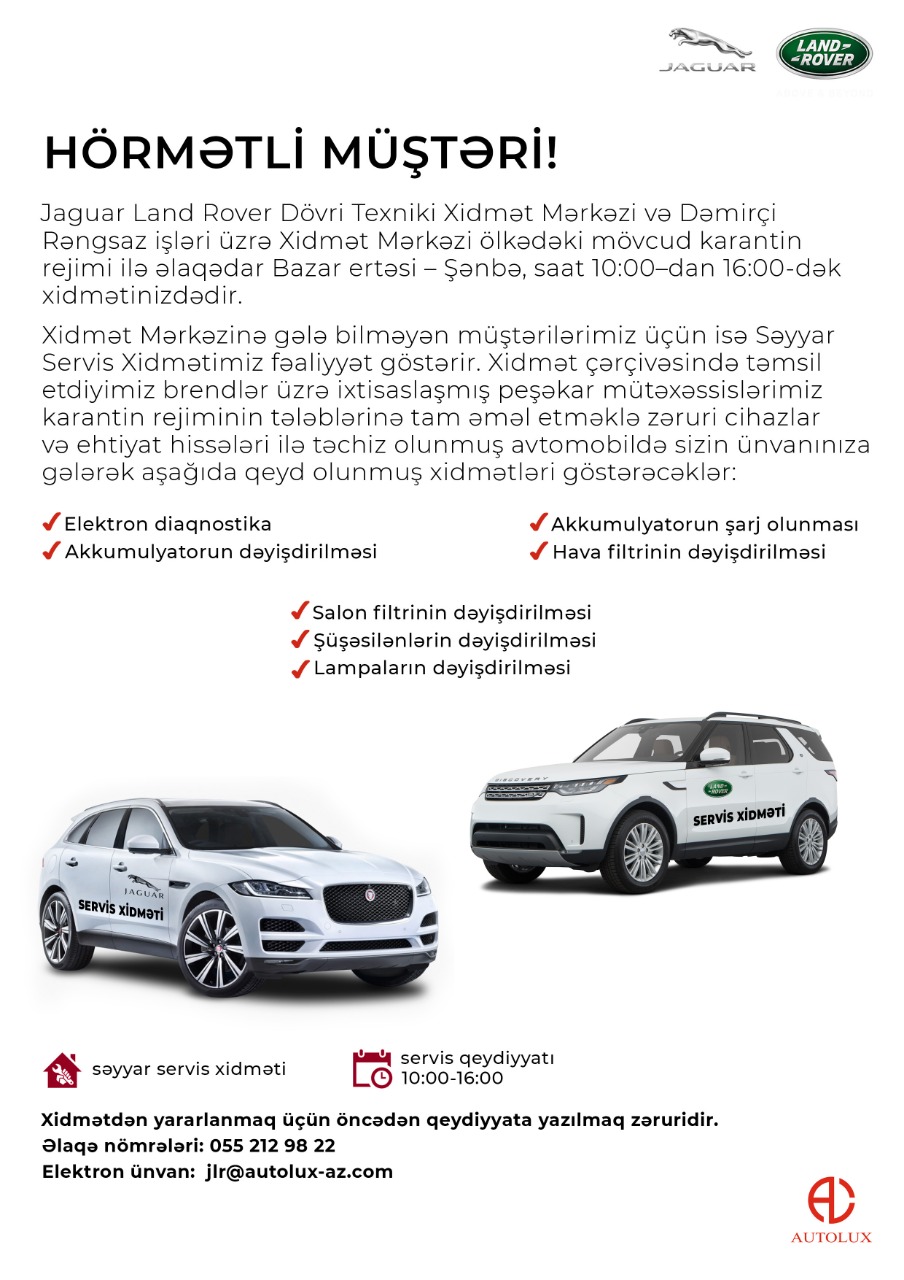 JAGUAR
LAND-
-ROVER
HÖRMƏTLİ MÜŞTƏRİ!
Jaguar Land Rover Dövri Texniki Xidmət Mərkəzi və Dəmirçi
Rəngsaz işləri üzrə Xidmət Mərkəzi ölkədəki mövcud karantin
rejimi ilə əlaqədar Bazar ertəsi – Şənbə, saat 10:00–dan 16:00-dək
xidmətinizdədir.
Xidmət Mərkəzinə gələ bilməyən müştərilərimiz üçün isə Səyyar
Servis Xidmətimiz fəaliyyət göstərir. Xidmət çərçivəsində təmsil
etdiyimiz brendlər üzrə ixtisaslaşmış peşəkar mütəxəssislərimiz
karantin rejiminin tələblərinə tam əməl etməklə zəruri cihazlar
və ehtiyat hissələri ilə təchiz olunmuş avtomobildə sizin ünvanınıza
gələrək aşağıda qeyd olunmuş xidmətləri göstərəcəklər:
Elektron diaqnostika
Akkumulyatorun dəyişdirilməsi
Akkumulyatorun şarj olunması
Hava filtrinin dəyişdirilməsi
Salon filtrinin dəyişdirilməsi
Şüşəsilənlərin dəyişdirilməsi
Lampaların dəyişdirilməsi
DISCOVERY
LAND-
-ROVER
SERVİS XİDMƏTİ
JAGUAR
SERVİS XİDMƏTİ
səyyar servis xidməti
servis qeydiyyatı
10:00-16:00
Xidmətdən yararlanmaq üçün öncədən qeydiyyata yazılmaq zəruridir.
Əlaqə nömrələri: 055 212 98 22
Elektron ünvan: jlr@autolux-az.com
AUTOLUX